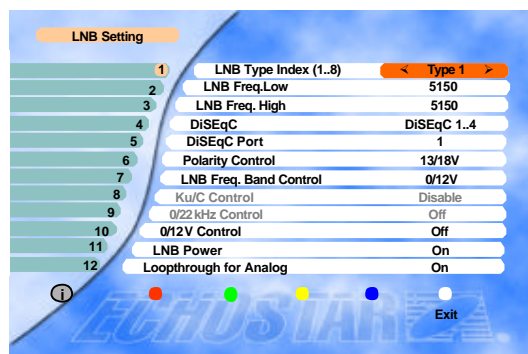 LNB Setting
1 LNB Type Index (1..8) Type 1
2 LNB Freq.Low 5150
3 LNB Freq. High 5150
4 DiSEqC DiSEqC 1..4
5 DiSEqC Port 1
6 Polarity Control 13/18V
7 LNB Freq. Band Control 0/12V
8 Ku/C Control Disable
9 0/22 kHz Control Off
10 0/12 V Control Off
11 LNB Power On
12 Loopthrough for Analog On
i
Exit
ECHOSTAR